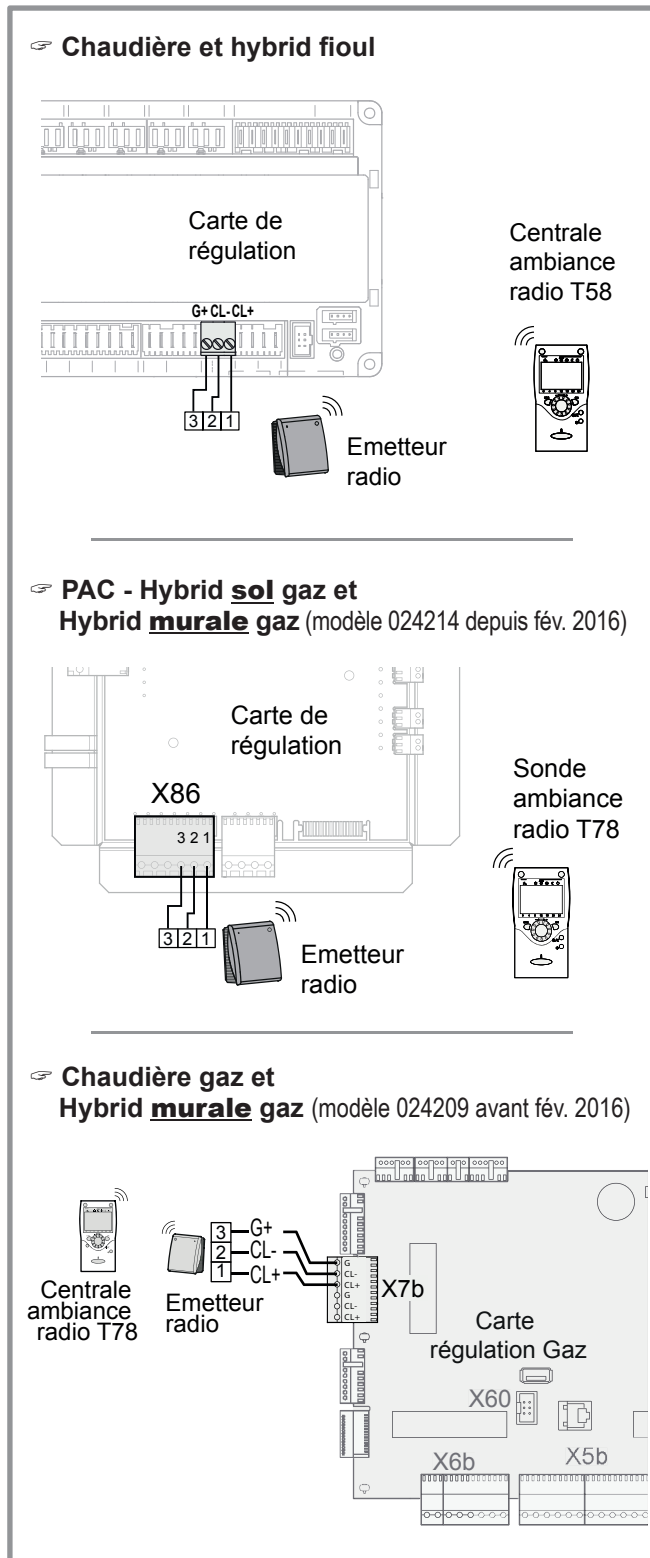 ☞ Chaudière et hybrid fioul
Carte de
régulation
G+ CL- CL+
3 2 1
Emetteur
radio
Centrale
ambiance
radio T58
☞ PAC - Hybrid sol gaz et
Hybrid murale gaz (modèle 024214 depuis fév. 2016)
Carte de
régulation
X86
3 2 1
3 2 1
Emetteur
radio
Sonde
ambiance
radio T78
☞ Chaudière gaz et
Hybrid murale gaz (modèle 024209 avant fév. 2016)
Centrale
ambiance
radio T78
Emetteur
radio
3 G+
2 CL-
1 CL+
G
CL-
CL+
G
CL-
CL+
X7b
Carte
régulation Gaz
X60
X6b
X5b